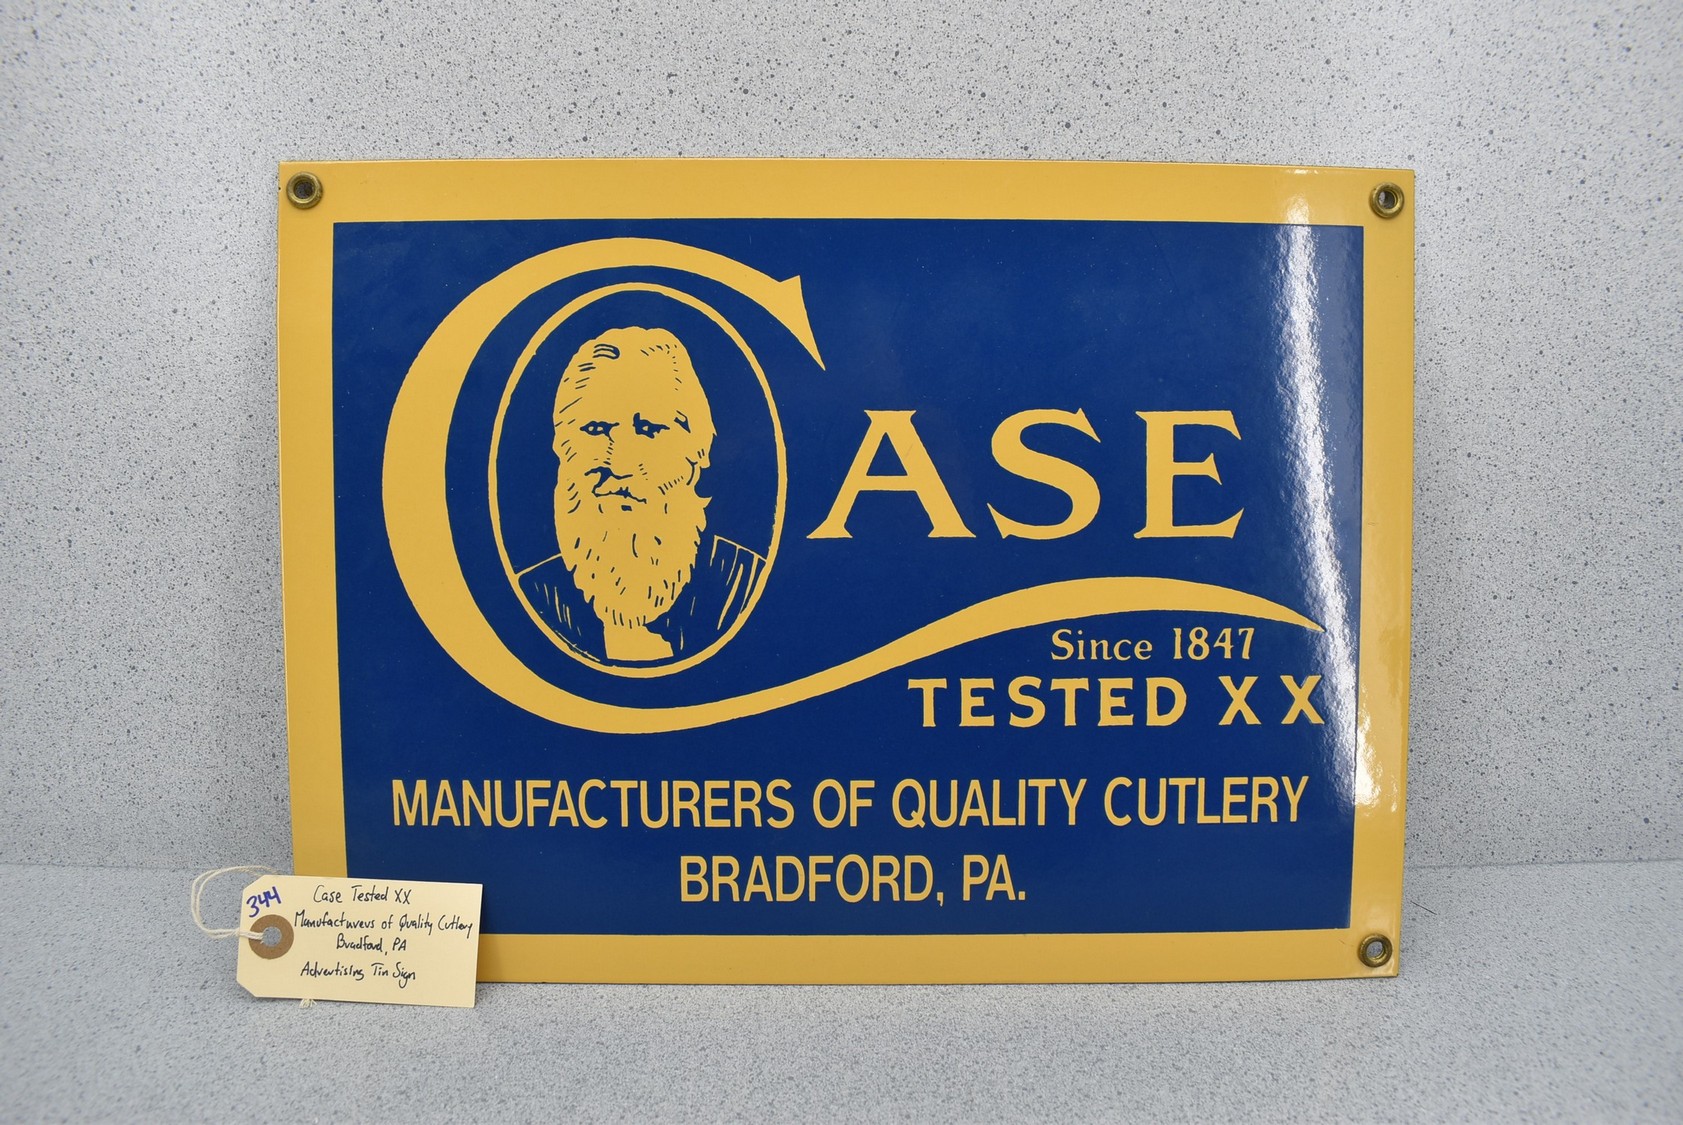 CASE
Since 1847
TESTED XX
MANUFACTURERS OF QUALITY CUTLERY
BRADFORD, PA.
344
Case Tested XX
Manufacturers of Quality Cutlery
Bradford, PA
Advertising Tin Sign